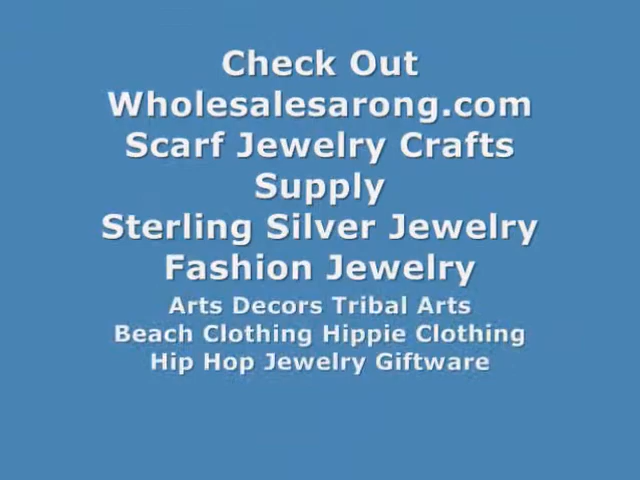 Check Out
Wholesalesarong.com
Scarf Jewelry Crafts
Supply
Sterling Silver Jewelry
Fashion Jewelry
Arts Decors Tribal Arts
Beach Clothing Hippie Clothing
Hip Hop Jewelry Giftware